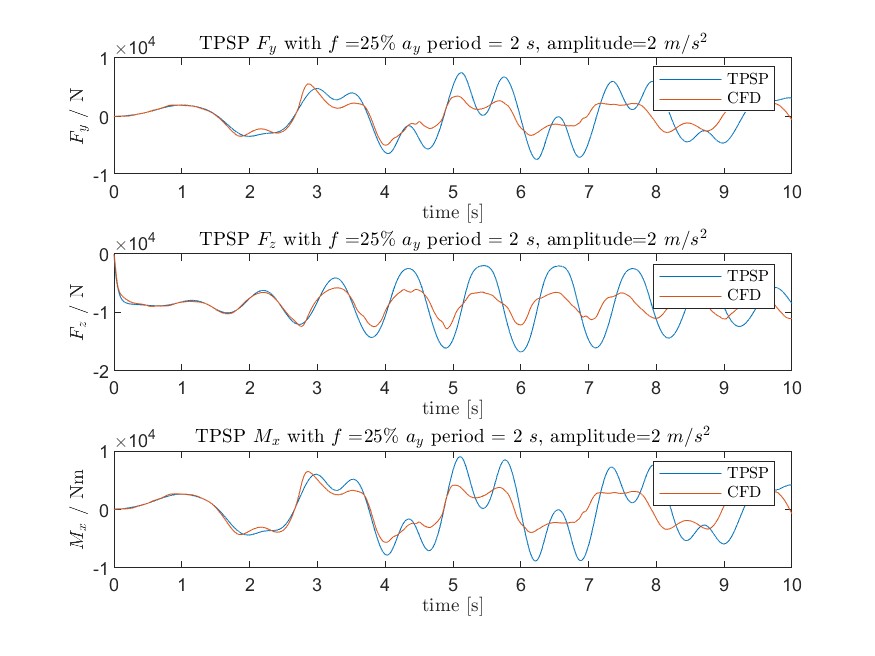 TPSP F_y with f =25% a_y period = 2 s, amplitude=2 m/s²
×10⁴
1
0
-1
F_y / N
TPSP
CFD
0 1 2 3 4 5 6 7 8 9 10
time [s]
TPSP F_z with f =25% a_y period = 2 s, amplitude=2 m/s²
×10⁴
0
-1
-2
F_z / N
TPSP
CFD
0 1 2 3 4 5 6 7 8 9 10
time [s]
TPSP M_x with f =25% a_y period = 2 s, amplitude=2 m/s²
×10⁴
1
0
-1
M_x / Nm
TPSP
CFD
0 1 2 3 4 5 6 7 8 9 10
time [s]